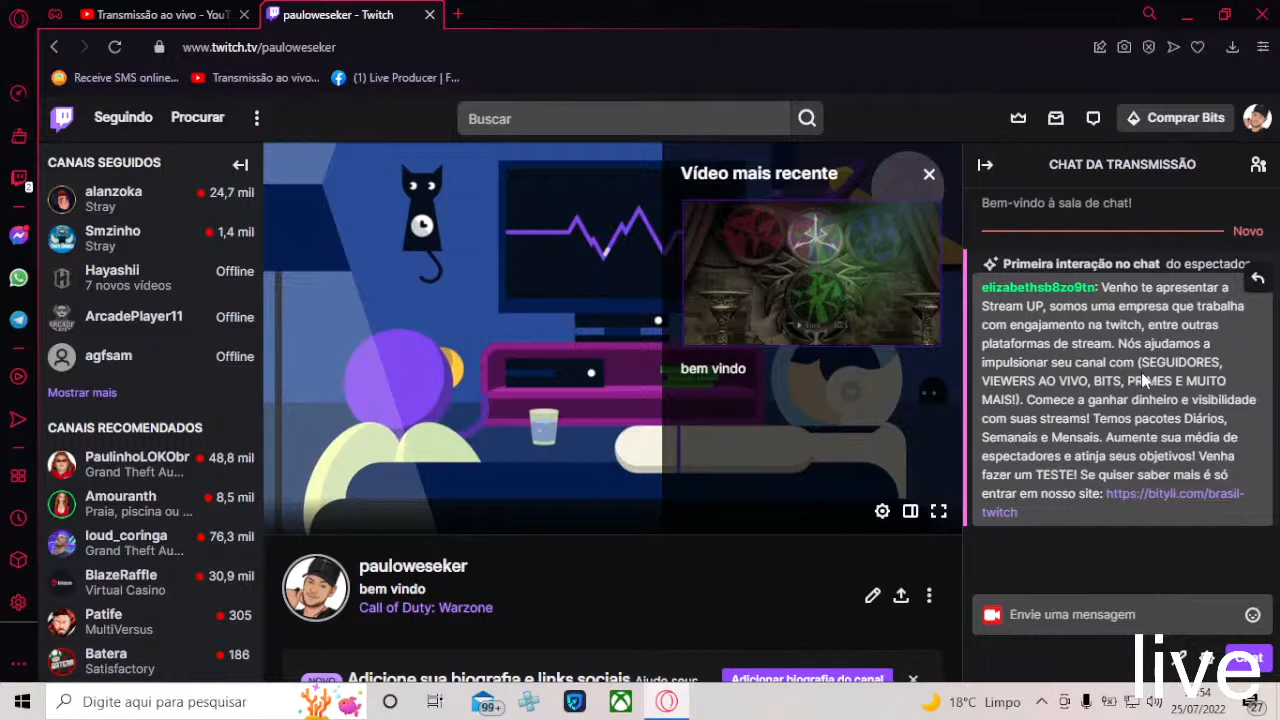 Transmissão ao vivo - YouT
pauloweseker - Twitch
www.twitch.tv/pauloweseker
Receive SMS online...
Transmissão ao vivo...
(1) Live Producer | F...
Seguindo
Procurar
Buscar
Comprar Bits
2
CANAIS SEGUIDOS
alanzoka
24,7 mil
Stray
Smzinho
1,4 mil
Stray
Hayashii
Offline
7 novos vídeos
ArcadePlayer11
Offline
agfsam
Offline
Mostrar mais
CANAIS RECOMENDADOS
PaulinhoLOKObr
48,8 mil
Grand Theft Au...
Amouranth
8,5 mil
Praia, piscina ou ...
loud_coringa
76,3 mil
Grand Theft Au...
BlazeRaffle
30,9 mil
Virtual Casino
Patife
305
MultiVersus
Batera
186
Satisfactory
Vídeo mais recente
bem vindo
pauloweseker
bem vindo
Call of Duty: Warzone
NOVO
Adicione sua biografia e links sociais
Ajude seus
Adicionar biografia do canal
CHAT DA TRANSMISSÃO
Bem-vindo à sala de chat!
Novo
Primeira interação no chat do espectador
elizabethsb8zo9tn: Venho te apresentar a
Stream UP, somos uma empresa que trabalha
com engajamento na twitch, entre outras
plataformas de stream. Nós ajudamos a
impulsionar seu canal com (SEGUIDORES,
VIEWERS AO VIVO, BITS, PRIMES E MUITO
MAIS!). Comece a ganhar dinheiro e visibilidade
com suas streams! Temos pacotes Diários,
Semanais e Mensais. Aumente sua média de
espectadores e atinja seus objetivos! Venha
fazer um TESTE! Se quiser saber mais é só
entrar em nosso site: https://bityli.com/brasil-
twitch
Envie uma mensagem
live
Digite aqui para pesquisar
99+
18°C Limpo
25/07/2022
27